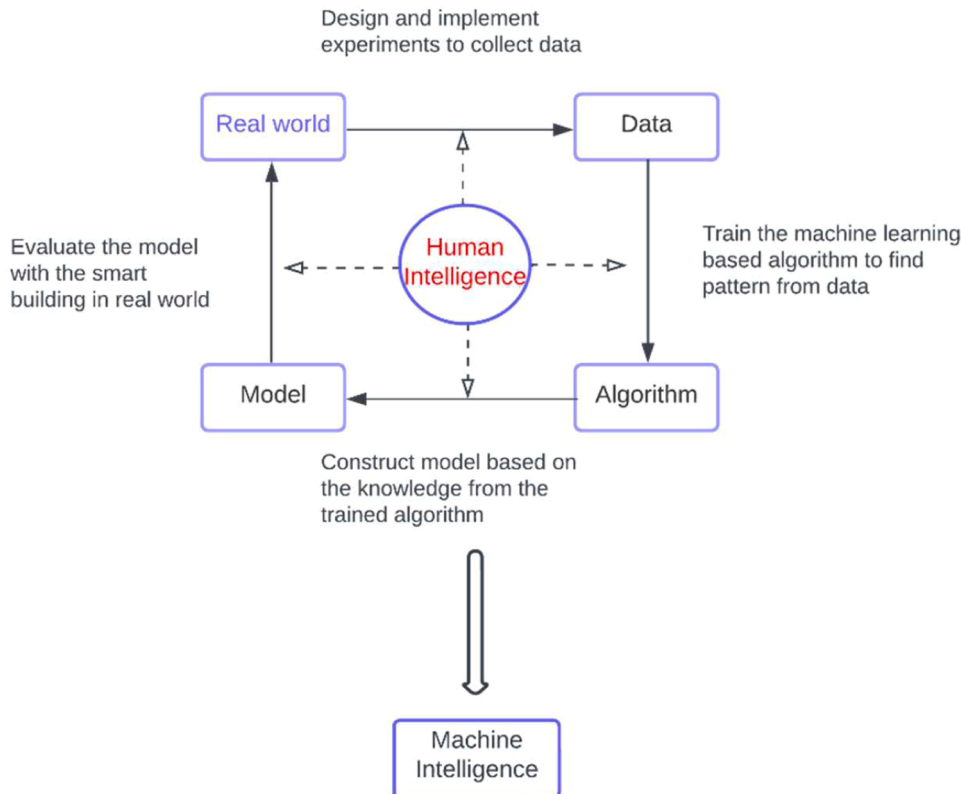 Design and implement
experiments to collect data
Real world
Data
Human
Intelligence
Evaluate the model
with the smart
building in real world
Train the machine learning
based algorithm to find
pattern from data
Model
Algorithm
Construct model based on
the knowledge from the
trained algorithm
Machine
Intelligence